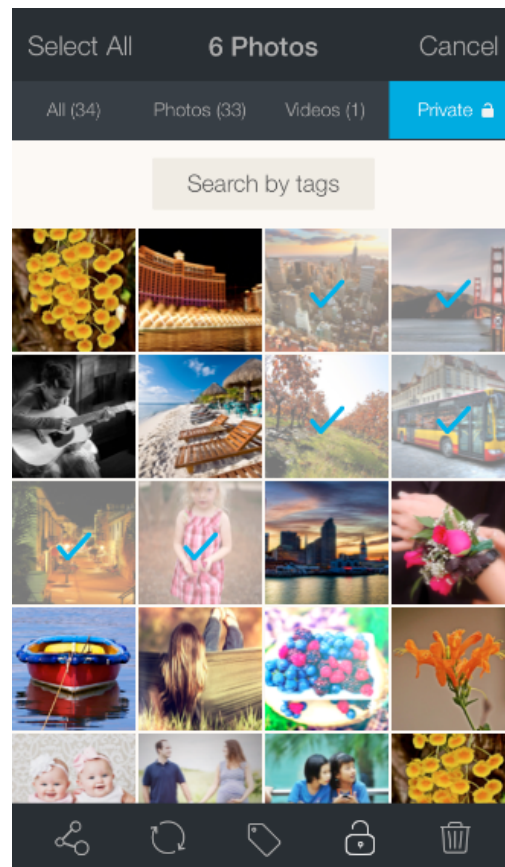 Select All 6 Photos Cancel
All (34) Photos (33) Videos (1) Private
Search by tags